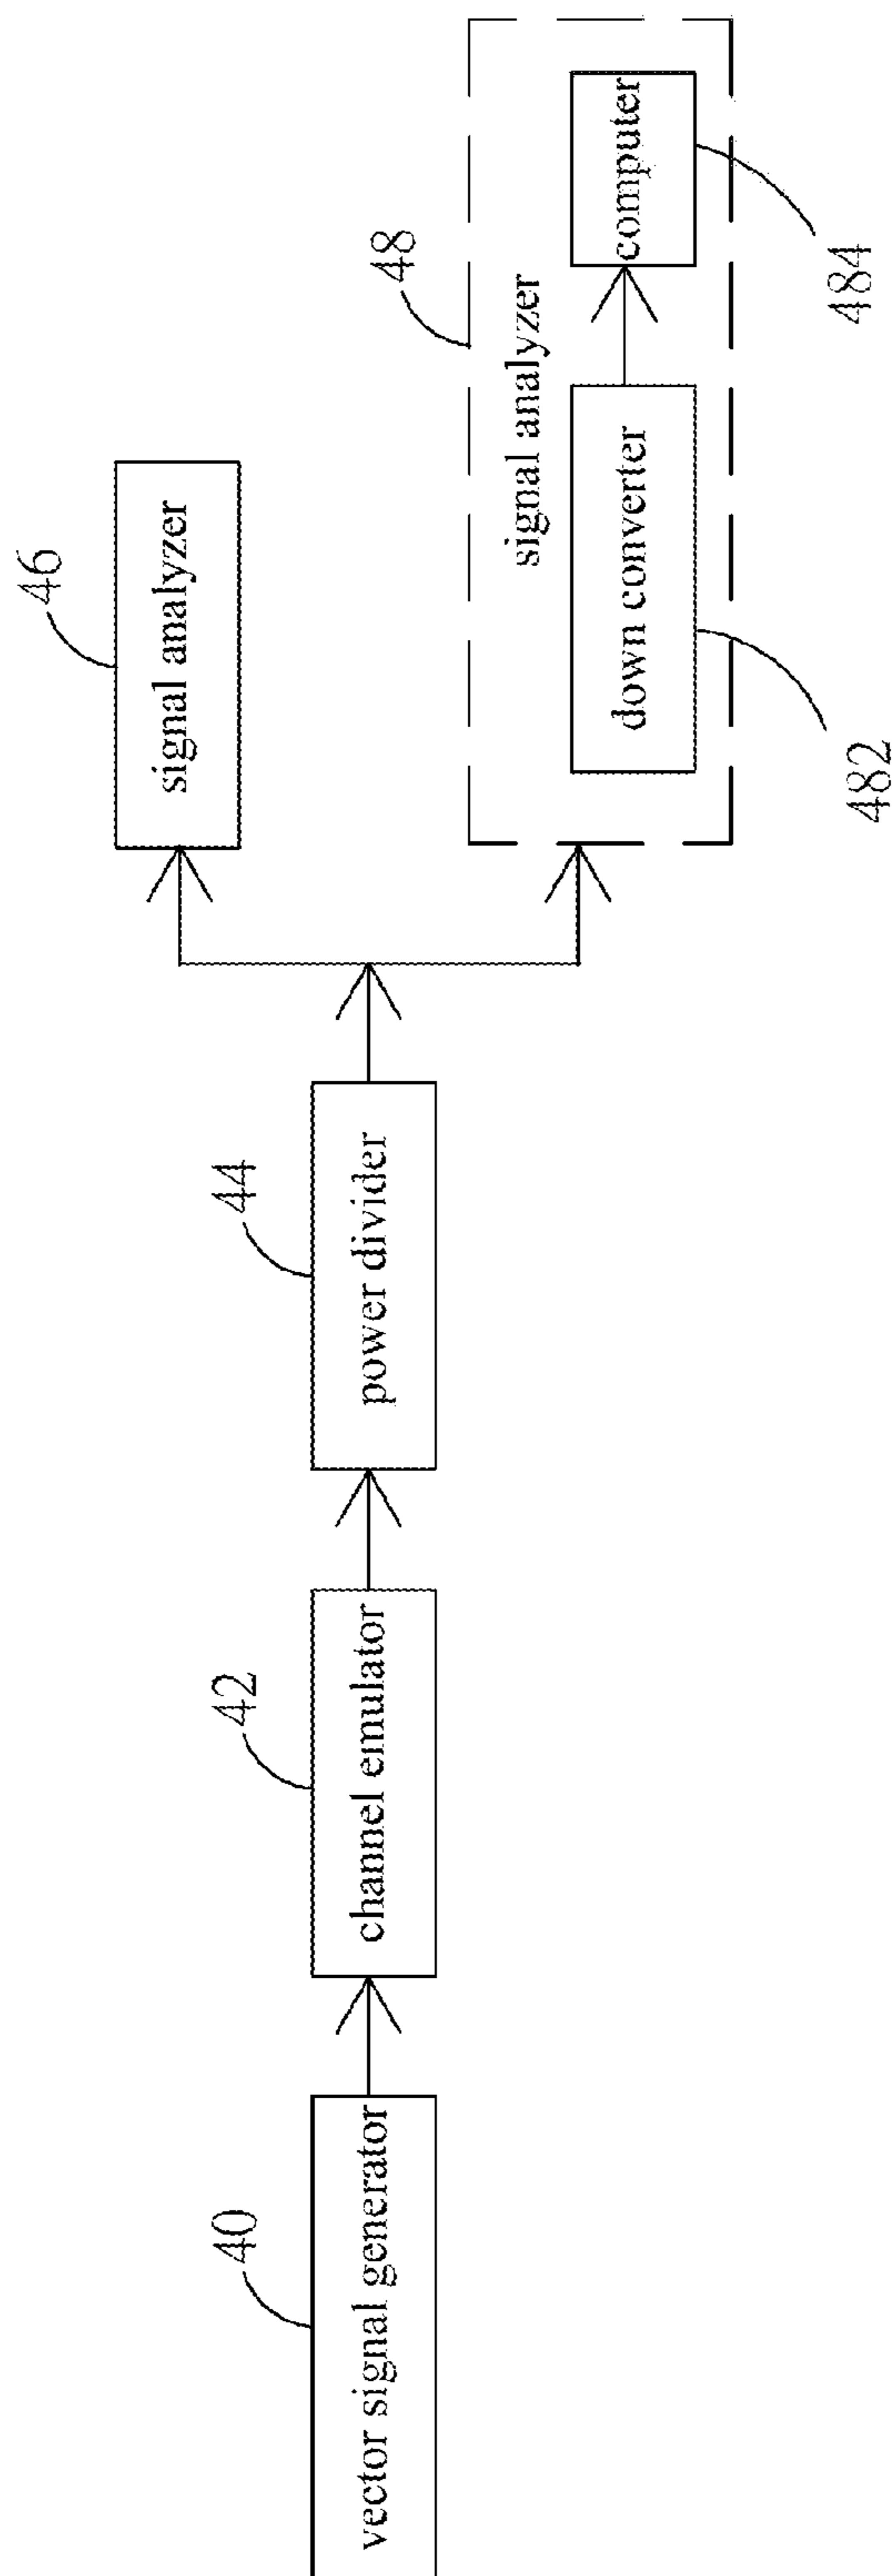 40
vector signal generator
42
channel emulator
44
power divider
46
signal analyzer
48
signal analyzer
down converter
482
computer
484